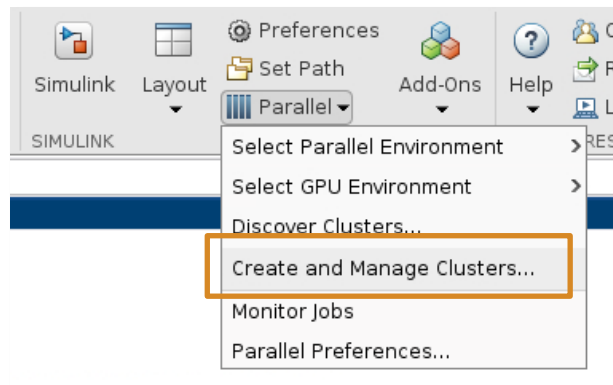 Preferences
Set Path
Parallel
Simulink
Layout
Add-Ons
Help
SIMULINK
Select Parallel Environment
Select GPU Environment
Discover Clusters...
Create and Manage Clusters...
Monitor Jobs
Parallel Preferences...